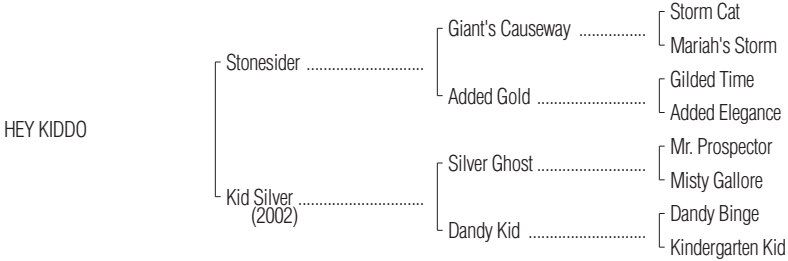 Storm Cat
Giant's Causeway ................
Mariah's Storm
Stonesider ...........................
Gilded Time
Added Gold .........................
Added Elegance
HEY KIDDO
Mr. Prospector
Silver Ghost .........................
Misty Gallore
Kid Silver .............................
(2002)
Dandy Binge
Dandy Kid ...........................
Kindergarten Kid